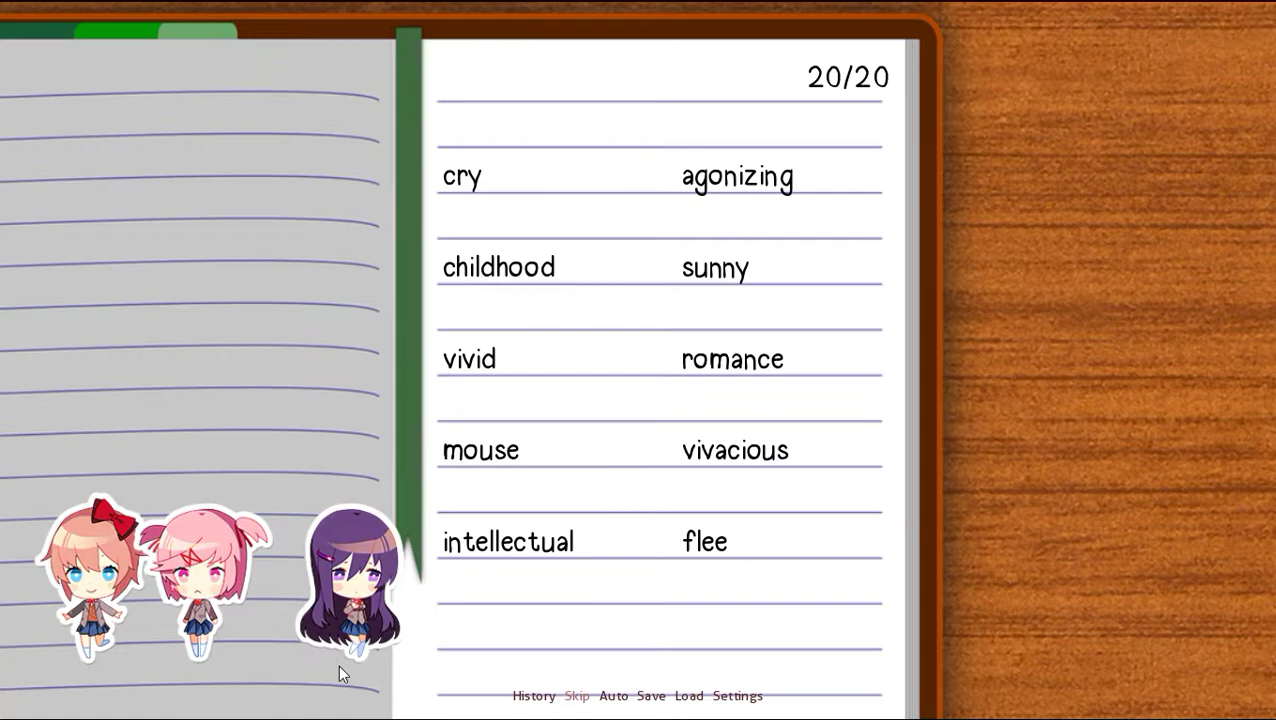 20/20
cry agonizing
childhood sunny
vivid romance
mouse vivacious
intellectual flee
History Skip Auto Save Load Settings